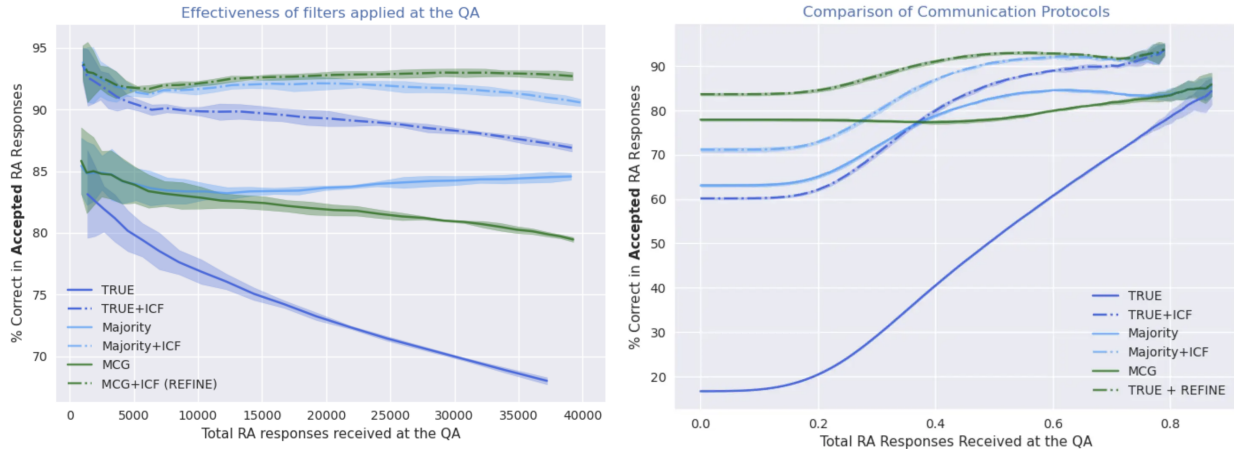 Effectiveness of filters applied at the QA
% Correct in Accepted RA Responses
95
90
85
80
75
70
TRUE
TRUE+ICF
Majority
Majority+ICF
MCG
MCG+ICF (REFINE)
0 5000 10000 15000 20000 25000 30000 35000 40000
Total RA responses received at the QA
Comparison of Communication Protocols
% Correct in Accepted RA Responses
90
80
70
60
50
40
30
20
TRUE
TRUE+ICF
Majority
Majority+ICF
MCG
TRUE + REFINE
0.0 0.2 0.4 0.6 0.8
Total RA Responses Received at the QA